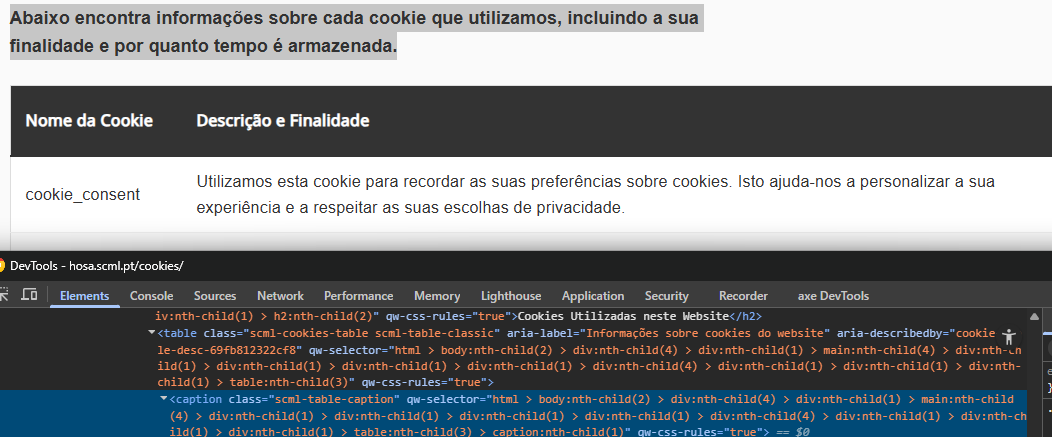 Abaixo encontra informações sobre cada cookie que utilizamos, incluindo a sua
finalidade e por quanto tempo é armazenada.
Nome da Cookie Descrição e Finalidade
cookie_consent Utilizamos esta cookie para recordar as suas preferências sobre cookies. Isto ajuda-nos a personalizar a sua
experiência e a respeitar as suas escolhas de privacidade.
DevTools - hosa.scml.pt/cookies/
Elements Console Sources Network Performance Memory Lighthouse Application Security Recorder axe DevTools
iv:nth-child(1) > h2:nth-child(2)" qw-css-rules="true">Cookies Utilizadas neste Website</h2>
<table class="scml-cookies-table scml-table-classic" aria-label="Informações sobre cookies do website" aria-describedby="cookie
le-desc-69fb812322cf8" qw-selector="html > body:nth-child(2) > div:nth-child(4) > div:nth-child(1) > main:nth-child(4) > div:nth-
ild(1) > div:nth-child(1) > div:nth-child(1) > div:nth-child(1) > div:nth-child(4) > div:nth-child(1) > div:nth-child(1) > div:nth-
child(1) > table:nth-child(3)" qw-css-rules="true">
<caption class="scml-table-caption" qw-selector="html > body:nth-child(2) > div:nth-child(4) > div:nth-child(1) > main:nth-child
(4) > div:nth-child(1) > div:nth-child(1) > div:nth-child(1) > div:nth-child(1) > div:nth-child(4) > div:nth-child(1) > div:nth-ch
ild(1) > div:nth-child(1) > table:nth-child(3) > caption:nth-child(1)" qw-css-rules="true"> == $0